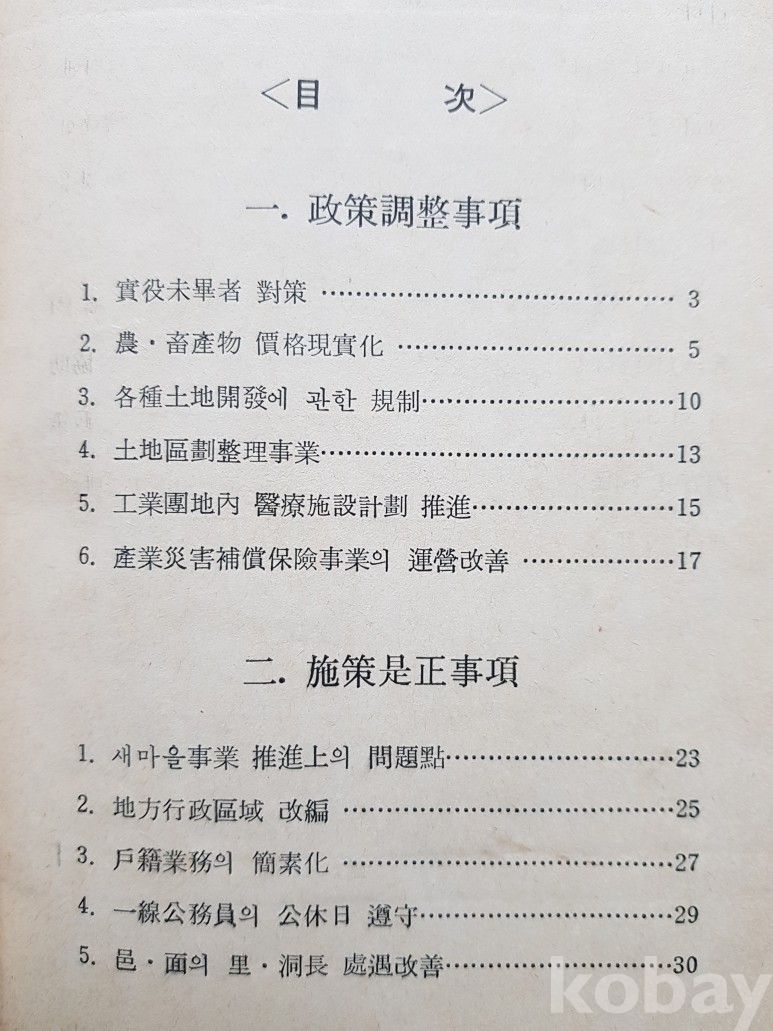 <目 次>
一. 政策調整事項
1. 實役未畢者 對策 …………………………………… 3
2. 農·畜產物 價格現實化 …………………………… 5
3. 各種土地開發에 관한 規制………………………… 10
4. 土地區劃整理事業…………………………………… 13
5. 工業團地內 醫療施設計劃 推進…………………… 15
6. 產業災害補償保險事業의 運營改善 ………………17
二. 施策是正事項
1. 새마을事業 推進上의 問題點………………………23
2. 地方行政區域 改編 …………………………………25
3. 戶籍業務의 簡素化 …………………………………27
4. 一線公務員의 公休日 遵守…………………………29
5. 邑·面의 里·洞長 處遇改善………………………30
kobay